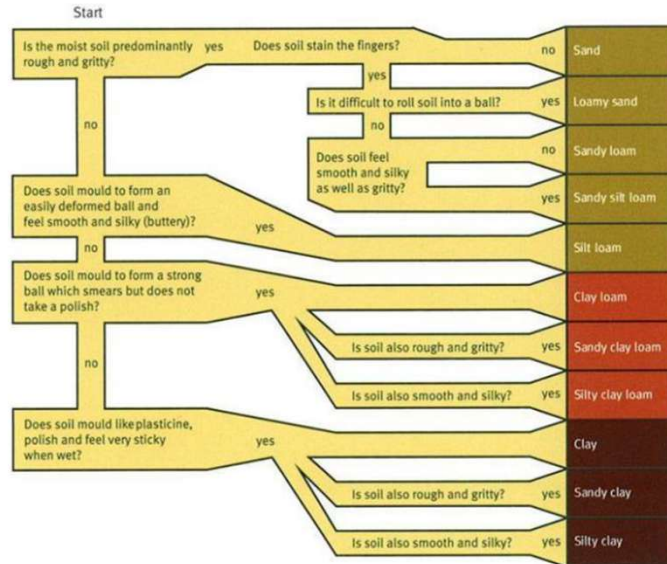 Start
Is the moist soil predominantly
rough and gritty?
yes
Does soil stain the fingers?
no
Sand
yes
Is it difficult to roll soil into a ball?
yes
Loamy sand
no
no
Does soil feel
smooth and silky
as well as gritty?
no
Sandy loam
yes
Sandy silt loam
Does soil mould to form an
easily deformed ball and
feel smooth and silky (buttery)?
yes
Silt loam
no
Does soil mould to form a strong
ball which smears but does not
take a polish?
yes
Clay loam
Is soil also rough and gritty?
yes
Sandy clay loam
no
Is soil also smooth and silky?
yes
Silty clay loam
Does soil mould like plasticine,
polish and feel very sticky
when wet?
yes
Clay
Is soil also rough and gritty?
yes
Sandy clay
Is soil also smooth and silky?
yes
Silty clay